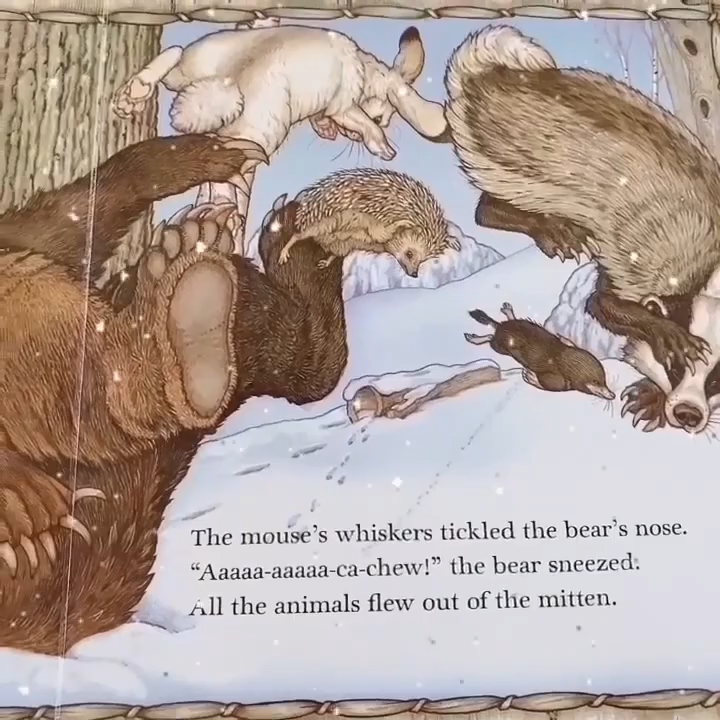 The mouse's whiskers tickled the bear's nose.
“Aaaaa-aaaaa-ca-chew!” the bear sneezed.
All the animals flew out of the mitten.